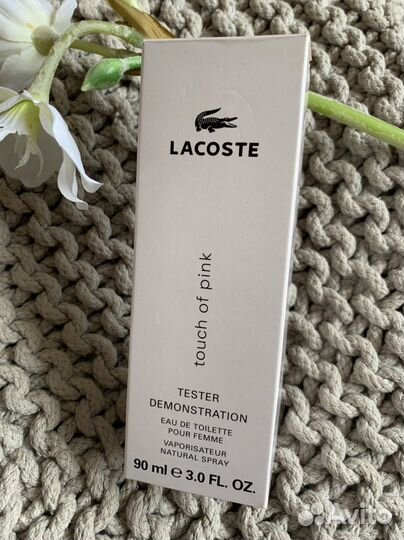 LACOSTE
touch of pink
TESTER
DEMONSTRATION
EAU DE TOILETTE
POUR FEMME
VAPORISATEUR
NATURAL SPRAY
90 ml e 3.0 FL. OZ.
Avito